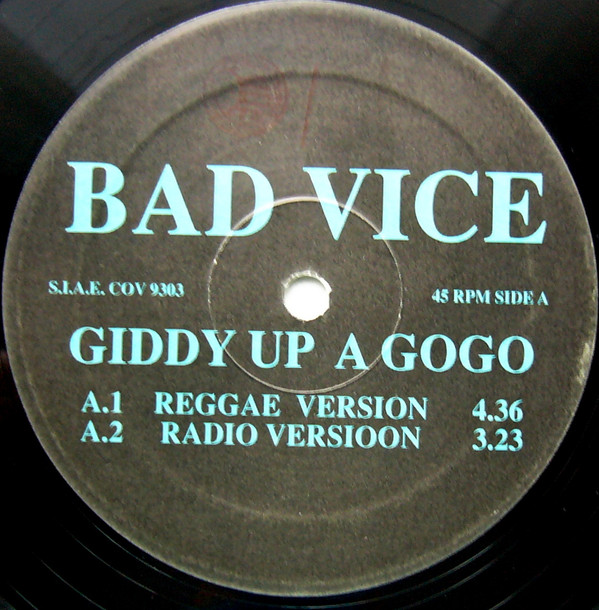 BAD VICE
S.I.A.E. COV 9303 45 RPM SIDE A
GIDDY UP A GOGO
A.1 REGGAE VERSION 4.36
A.2 RADIO VERSIOON 3.23